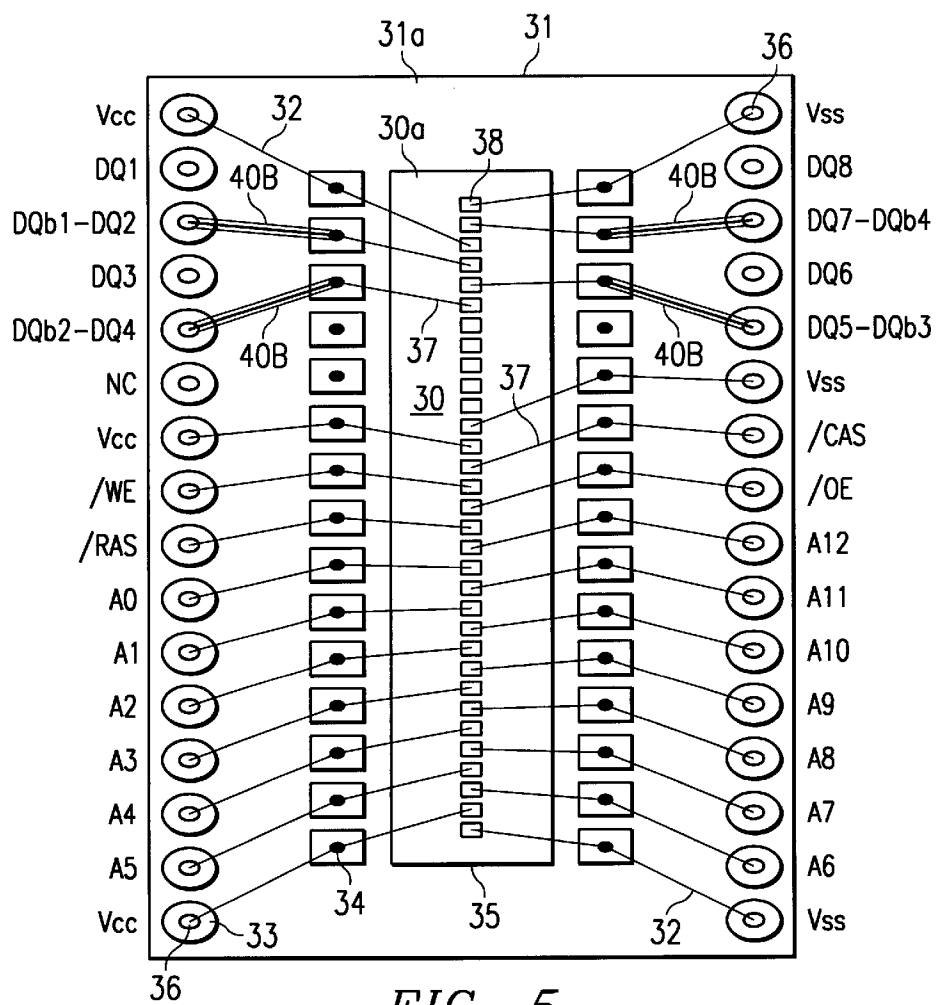 31a
31
36
Vcc
32
30a
38
Vss
DQ1
40B
40B
DQ8
DQb1-DQ2
DQ7-DQb4
DQ3
DQ6
DQb2-DQ4
40B
37
40B
DQ5-DQb3
NC
30
37
Vss
Vcc
/CAS
/WE
/OE
/RAS
A12
A0
A11
A1
A10
A2
A9
A3
A8
A4
A7
A5
A6
Vcc
33
34
35
32
Vss
36
FIG. 5